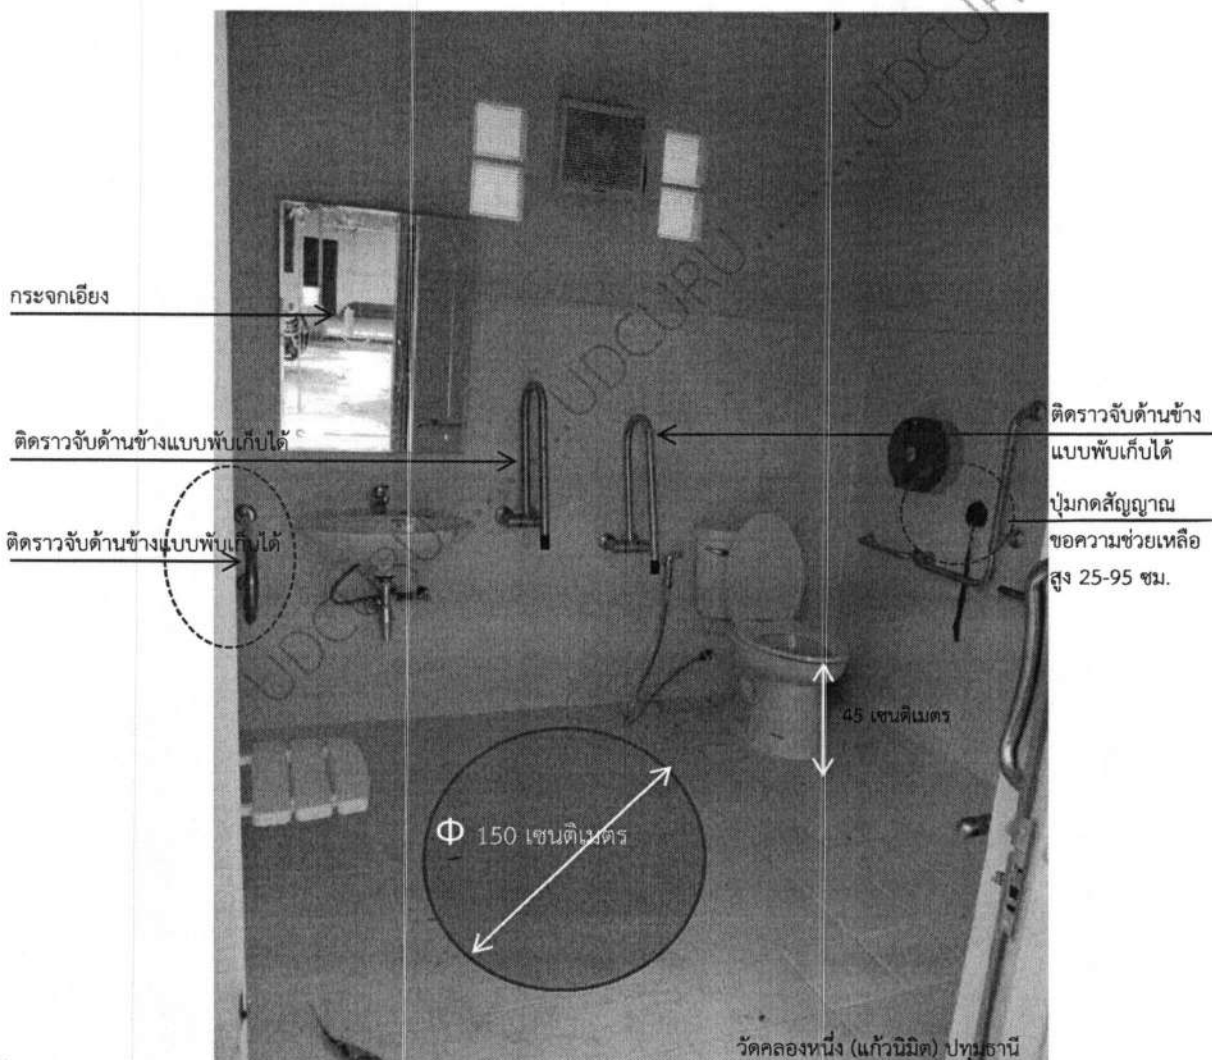 UDCURU
กระจกเอียง
ติดราวจับด้านข้างแบบพับเก็บได้
ติดราวจับด้านข้างแบบพับเก็บได้
ติดราวจับด้านข้าง
แบบพับเก็บได้
ปุ่มกดสัญญาณ
ขอความช่วยเหลือ
สูง 25-95 ซม.
UDCURU
UDCURU
45 เซนติเมตร
Φ 150 เซนติเมตร
วัดคลองหนึ่ง (แก้วนิมิต) ปทุมธานี